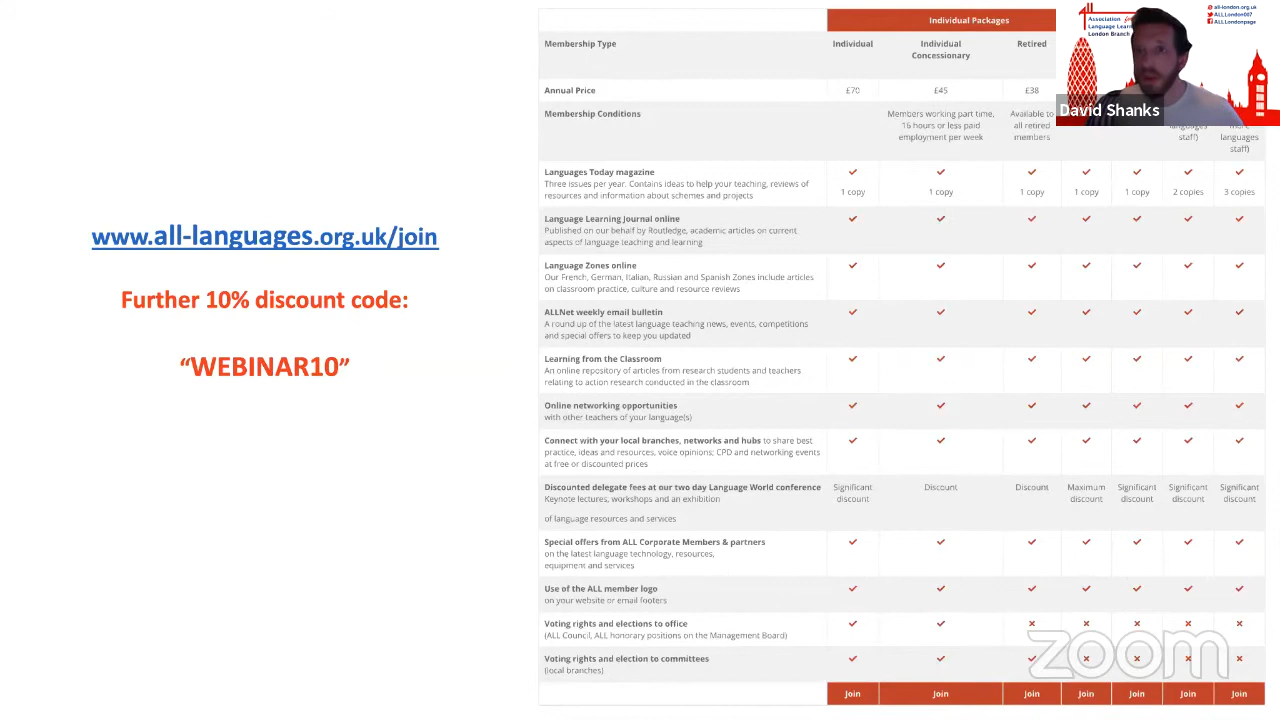 www.all-languages.org.uk/join
Further 10% discount code:
“WEBINAR10”
Individual Packages
Membership Type
Individual
Individual
Concessionary
Retired
Annual Price
£70
£45
£38
Membership Conditions
Members working part time,
16 hours or less paid
employment per week
Available to
all retired
members
languages
staff)
more
languages
staff)
Languages Today magazine
Three issues per year. Contains ideas to help your teaching, reviews of
resources and information about schemes and projects
1 copy
1 copy
1 copy
1 copy
1 copy
2 copies
3 copies
Language Learning Journal online
Published on our behalf by Routledge, academic articles on current
aspects of language teaching and learning
Language Zones online
Our French, German, Italian, Russian and Spanish Zones include articles
on classroom practice, culture and resource reviews
ALLNet weekly email bulletin
A round up of the latest language teaching news, events, competitions
and special offers to keep you updated
Learning from the Classroom
An online repository of articles from research students and teachers
relating to action research conducted in the classroom
Online networking opportunities
with other teachers of your language(s)
Connect with your local branches, networks and hubs to share best
practice, ideas and resources, voice opinions; CPD and networking events
at free or discounted prices
Discounted delegate fees at our two day Language World conference
Keynote lectures, workshops and an exhibition
of language resources and services
Significant
discount
Discount
Discount
Maximum
discount
Significant
discount
Significant
discount
Significant
discount
Special offers from ALL Corporate Members & partners
on the latest language technology, resources,
equipment and services
Use of the ALL member logo
on your website or email footers
Voting rights and elections to office
(ALL Council, ALL honorary positions on the Management Board)
Voting rights and election to committees
(local branches)
Join
Join
Join
Join
Join
Join
Join
Association for
Language Learn
London Branch
all-london.org.uk
ALLLondon007
ALLLondonpage
David Shanks
zoom